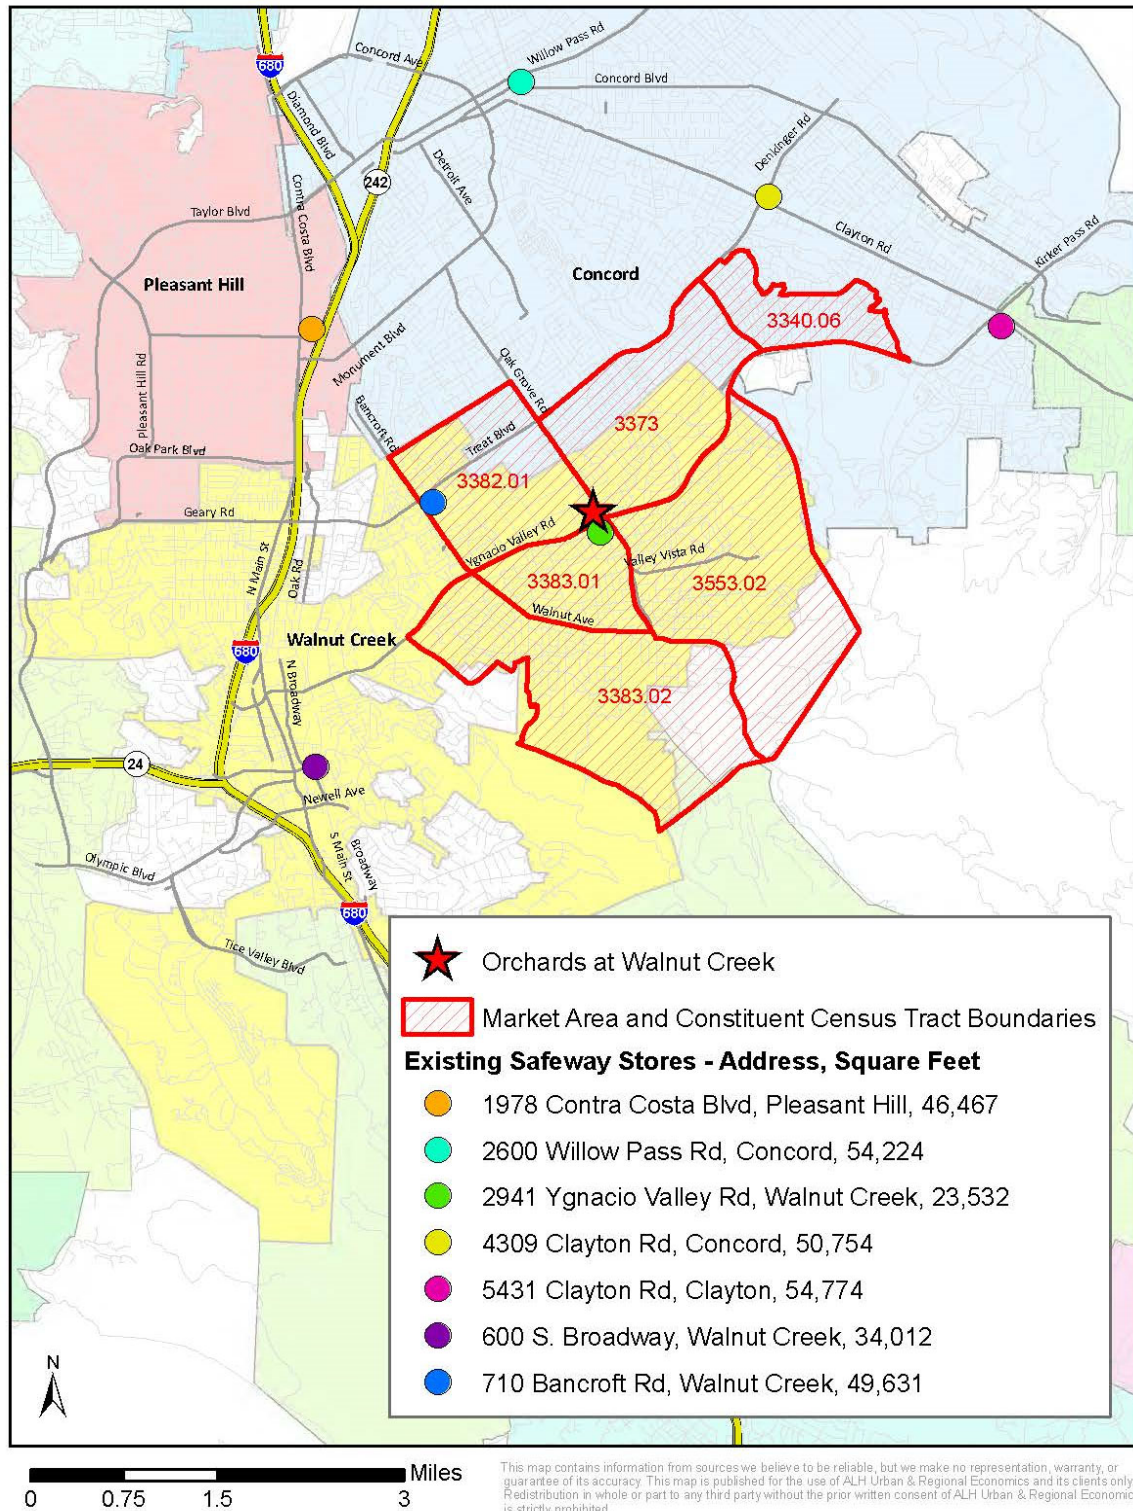 Willow Pass Rd
Concord Ave
680
Concord Blvd
Diamond Blvd
Denkinger Rd
Detroit Ave
242
Contra Costa Blvd
Taylor Blvd
Clayton Rd
Kirker Pass Rd
Concord
Pleasant Hill
3340.06
Monument Blvd
Oak Grove Rd
Pleasant Hill Rd
Bancroft Rd
3373
Treat Blvd
Oak Park Blvd
3382.01
Geary Rd
Ygnacio Valley Rd
Valley Vista Rd
N Main St
Oak Rd
3383.01
3553.02
Walnut Ave
Walnut Creek
680
N Broadway
3383.02
24
Newell Ave
S Main St
Broadway
Olympic Blvd
680
Tice Valley Blvd
Orchards at Walnut Creek
Market Area and Constituent Census Tract Boundaries
Existing Safeway Stores - Address, Square Feet
1978 Contra Costa Blvd, Pleasant Hill, 46,467
2600 Willow Pass Rd, Concord, 54,224
2941 Ygnacio Valley Rd, Walnut Creek, 23,532
4309 Clayton Rd, Concord, 50,754
5431 Clayton Rd, Clayton, 54,774
600 S. Broadway, Walnut Creek, 34,012
710 Bancroft Rd, Walnut Creek, 49,631
N
Miles
0 0.75 1.5 3
This map contains information from sources we believe to be reliable, but we make no representation, warranty, or
guarantee of its accuracy. This map is published for the use of ALH Urban & Regional Economics and its clients only.
Redistribution in whole or part to any third party without the prior written consent of ALH Urban & Regional Economics
is strictly prohibited.